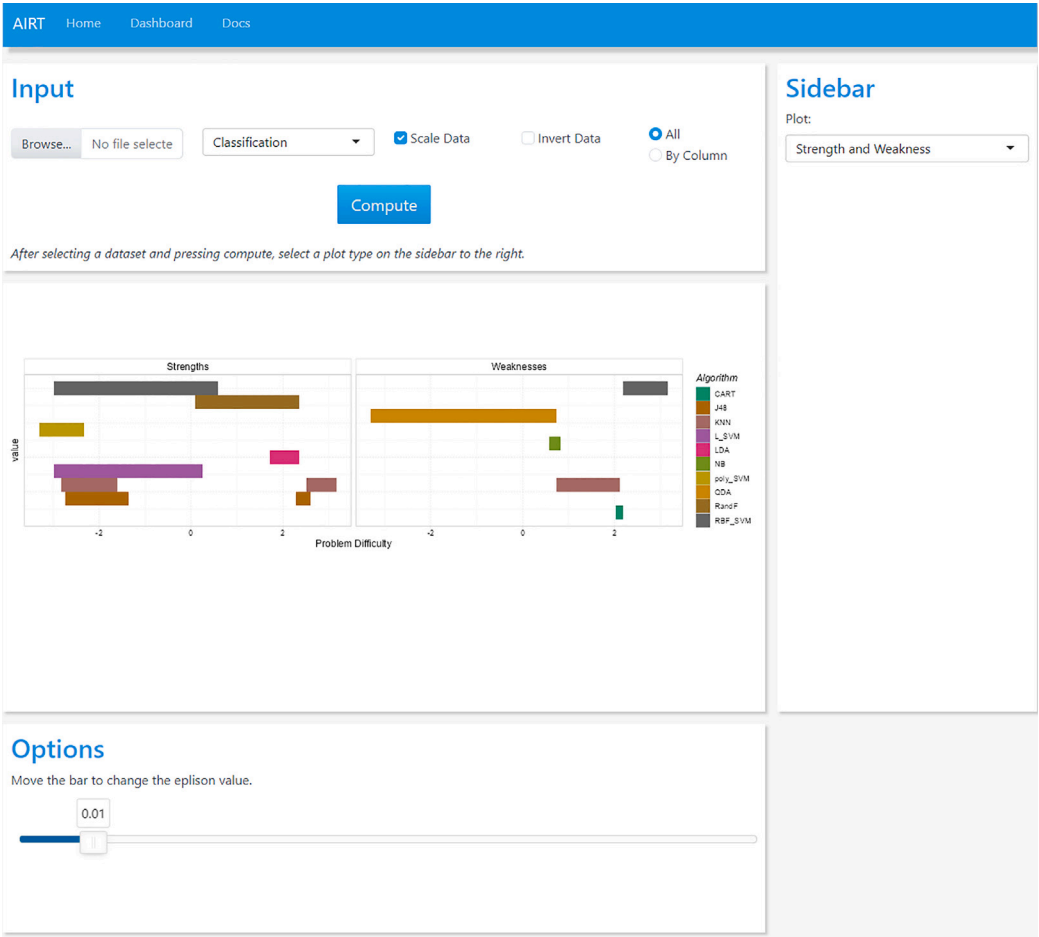 AIRT Home Dashboard Docs
Input
Browse... No file selecte Classification Scale Data Invert Data All
By Column
Compute
After selecting a dataset and pressing compute, select a plot type on the sidebar to the right.
Sidebar
Plot:
Strength and Weakness
Strengths Weaknesses
value
-2 0 2 -2 0 2
Problem Difficulty
Algorithm
CART
J48
KNN
L_SVM
LDA
NB
poly_SVM
QDA
RandF
RBF_SVM
Options
Move the bar to change the eplison value.
0.01